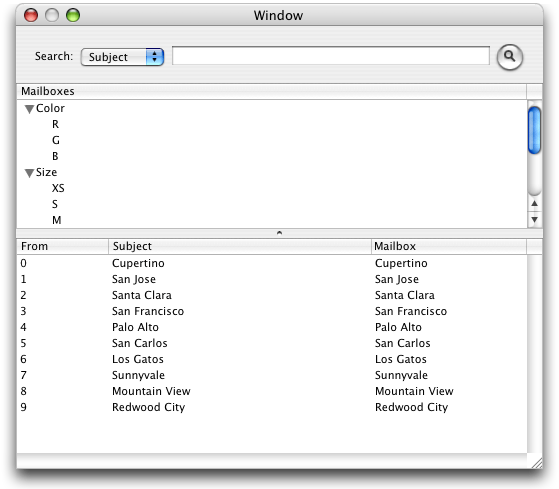 Window
Search: Subject
Mailboxes
Color
R
G
B
Size
XS
S
M
From Subject Mailbox
0 Cupertino Cupertino
1 San Jose San Jose
2 Santa Clara Santa Clara
3 San Francisco San Francisco
4 Palo Alto Palo Alto
5 San Carlos San Carlos
6 Los Gatos Los Gatos
7 Sunnyvale Sunnyvale
8 Mountain View Mountain View
9 Redwood City Redwood City